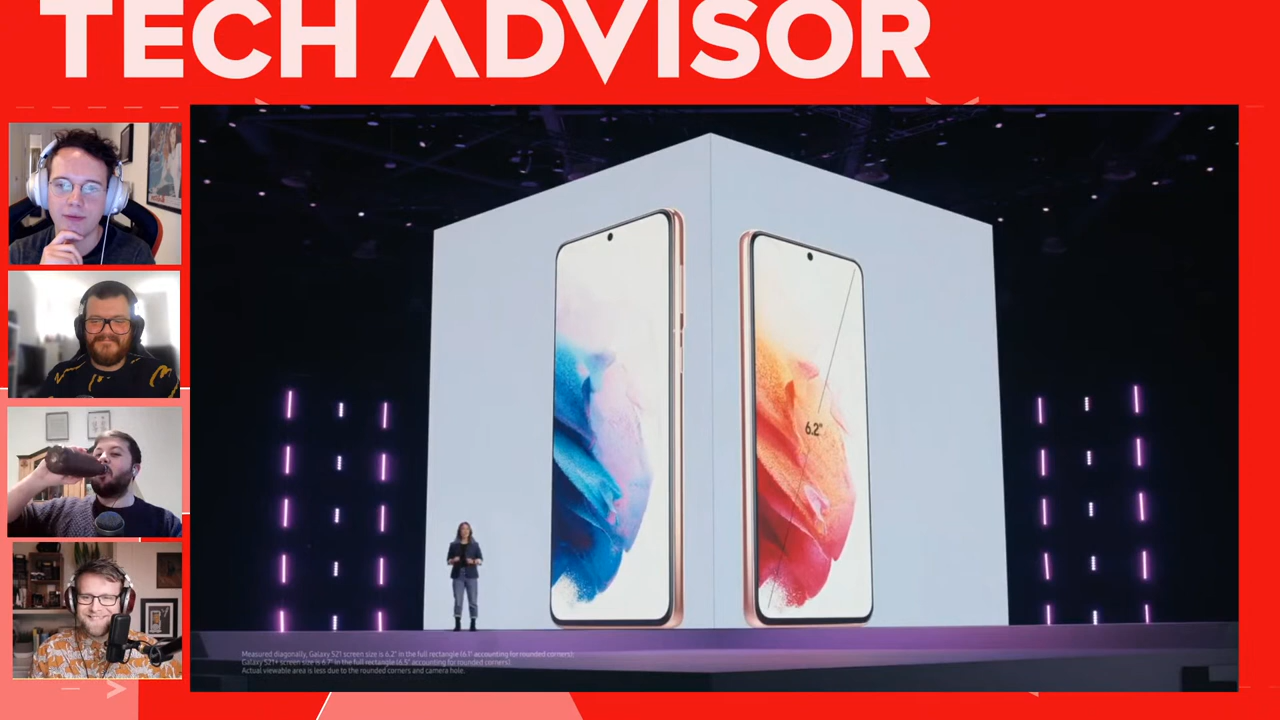 TECH ADVISOR
6.2"
Measured diagonally, Galaxy S21 screen size is 6.2" in the full rectangle (6.1" accounting for rounded corners);
Galaxy S21+ screen size is 6.7" in the full rectangle (6.5" accounting for rounded corners).
Actual viewable area is less due to the rounded corners and camera hole.